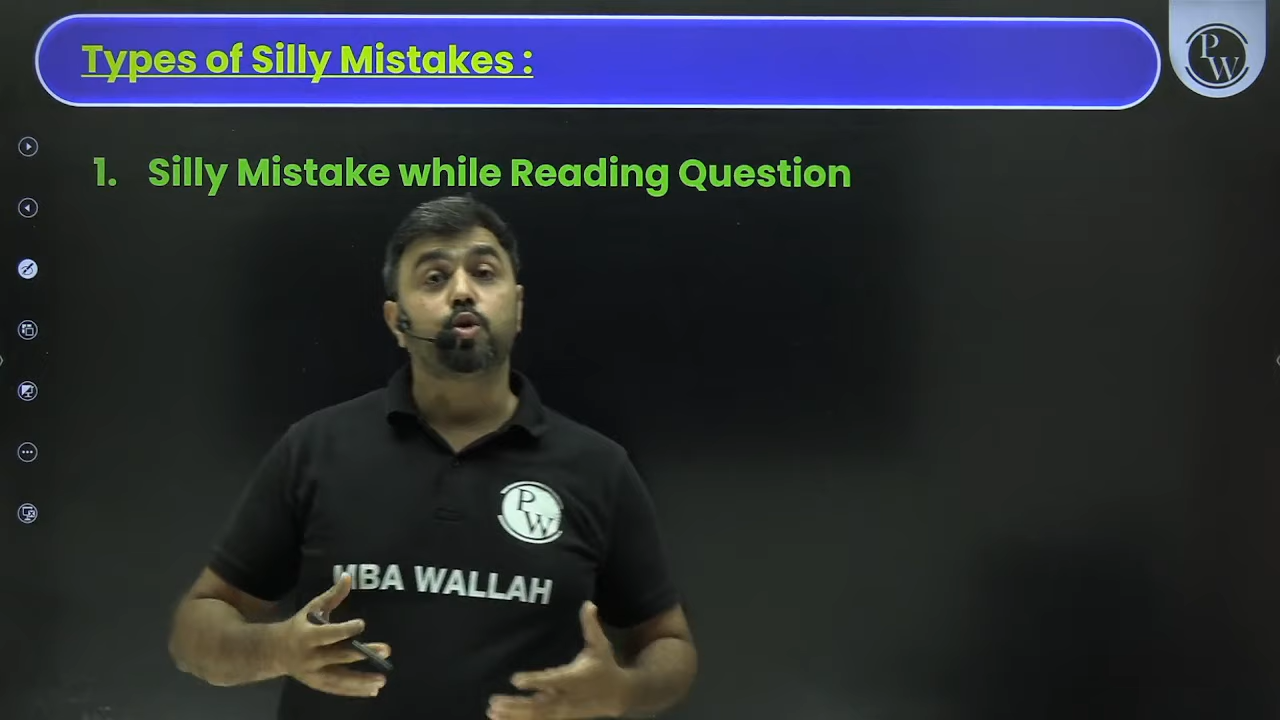 Types of Silly Mistakes :
PW
1. Silly Mistake while Reading Question
PW
MBA WALLAH